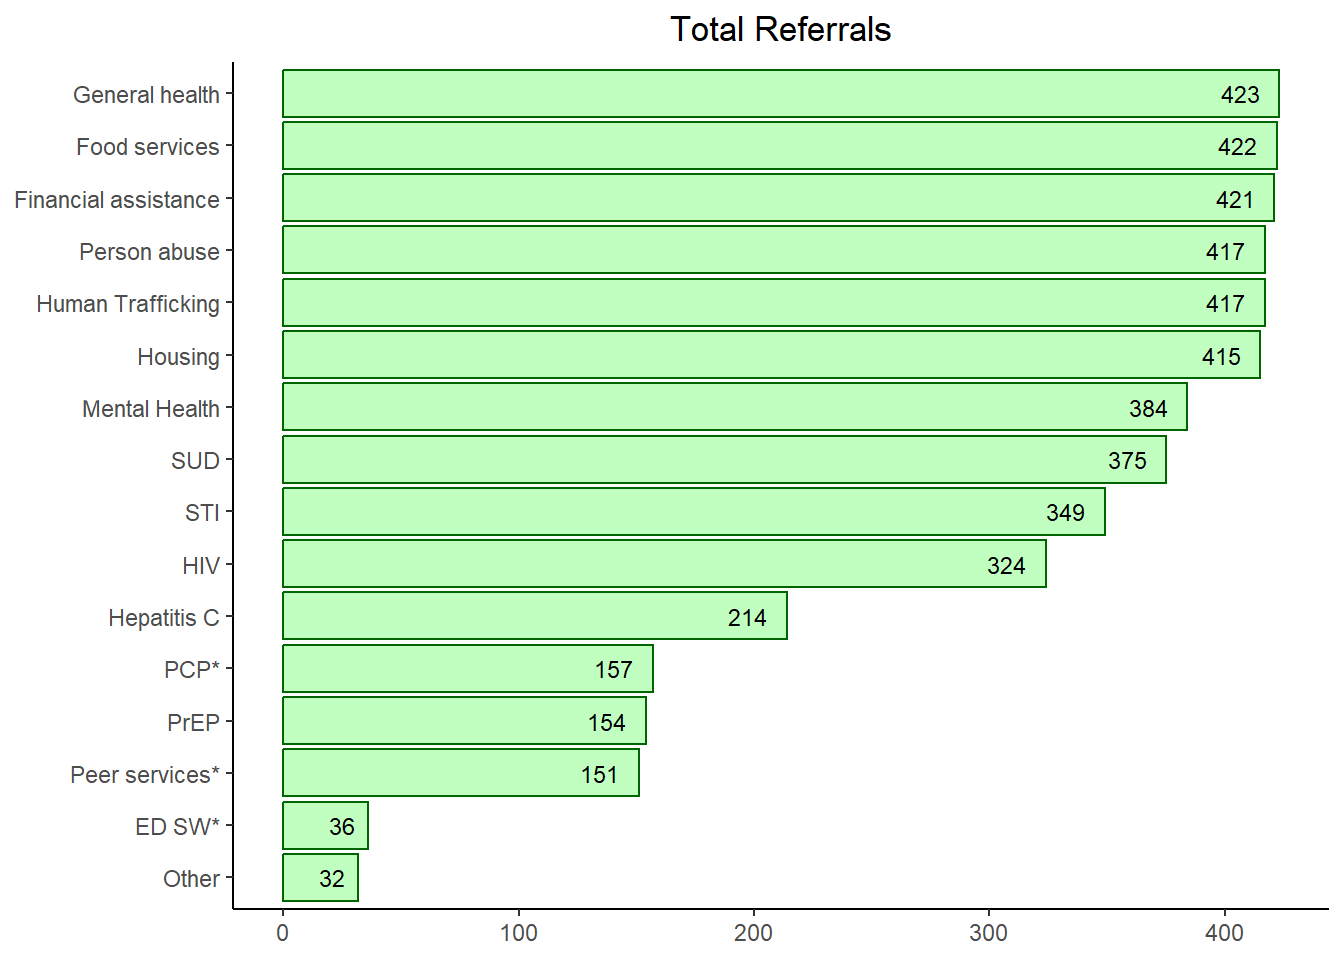 Total Referrals
General health 423
Food services 422
Financial assistance 421
Person abuse 417
Human Trafficking 417
Housing 415
Mental Health 384
SUD 375
STI 349
HIV 324
Hepatitis C 214
PCP* 157
PrEP 154
Peer services* 151
ED SW* 36
Other 32
0 100 200 300 400